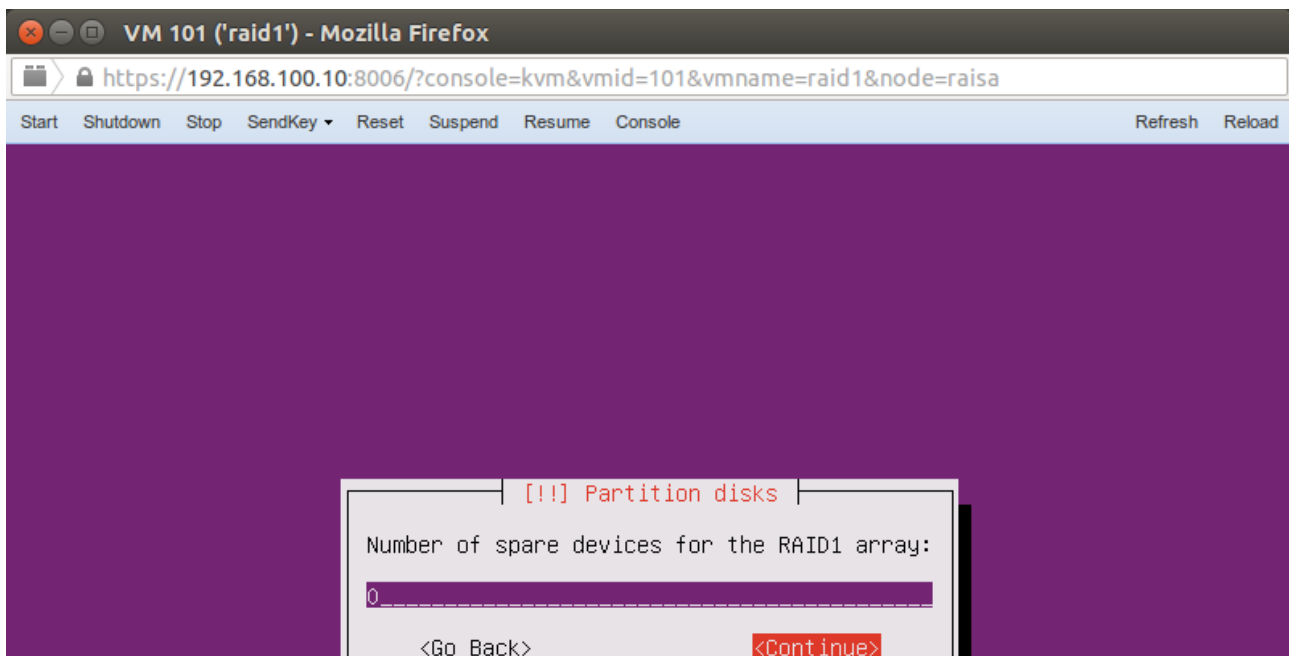 VM 101 ('raid1') - Mozilla Firefox
https://192.168.100.10:8006/?console=kvm&vmid=101&vmname=raid1&node=raisa
Start Shutdown Stop SendKey Reset Suspend Resume Console Refresh Reload
[!!] Partition disks
Number of spare devices for the RAID1 array:
0__________________________________________
<Go Back> <Continue>